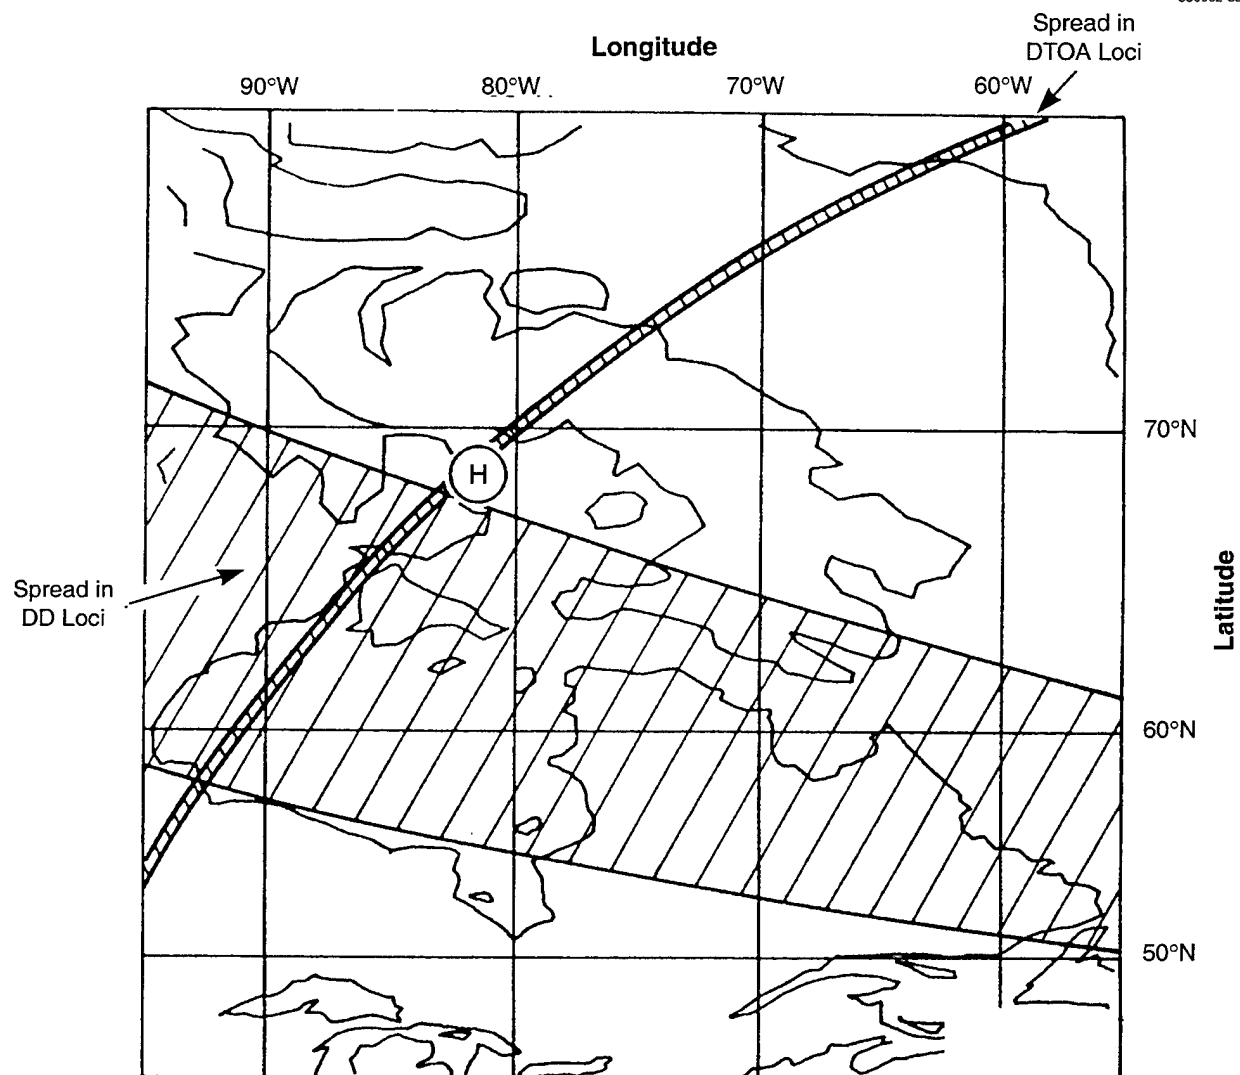 Spread in
DTOA Loci
Longitude
90°W
80°W
70°W
60°W
70°N
H
Spread in
DD Loci
Latitude
60°N
50°N